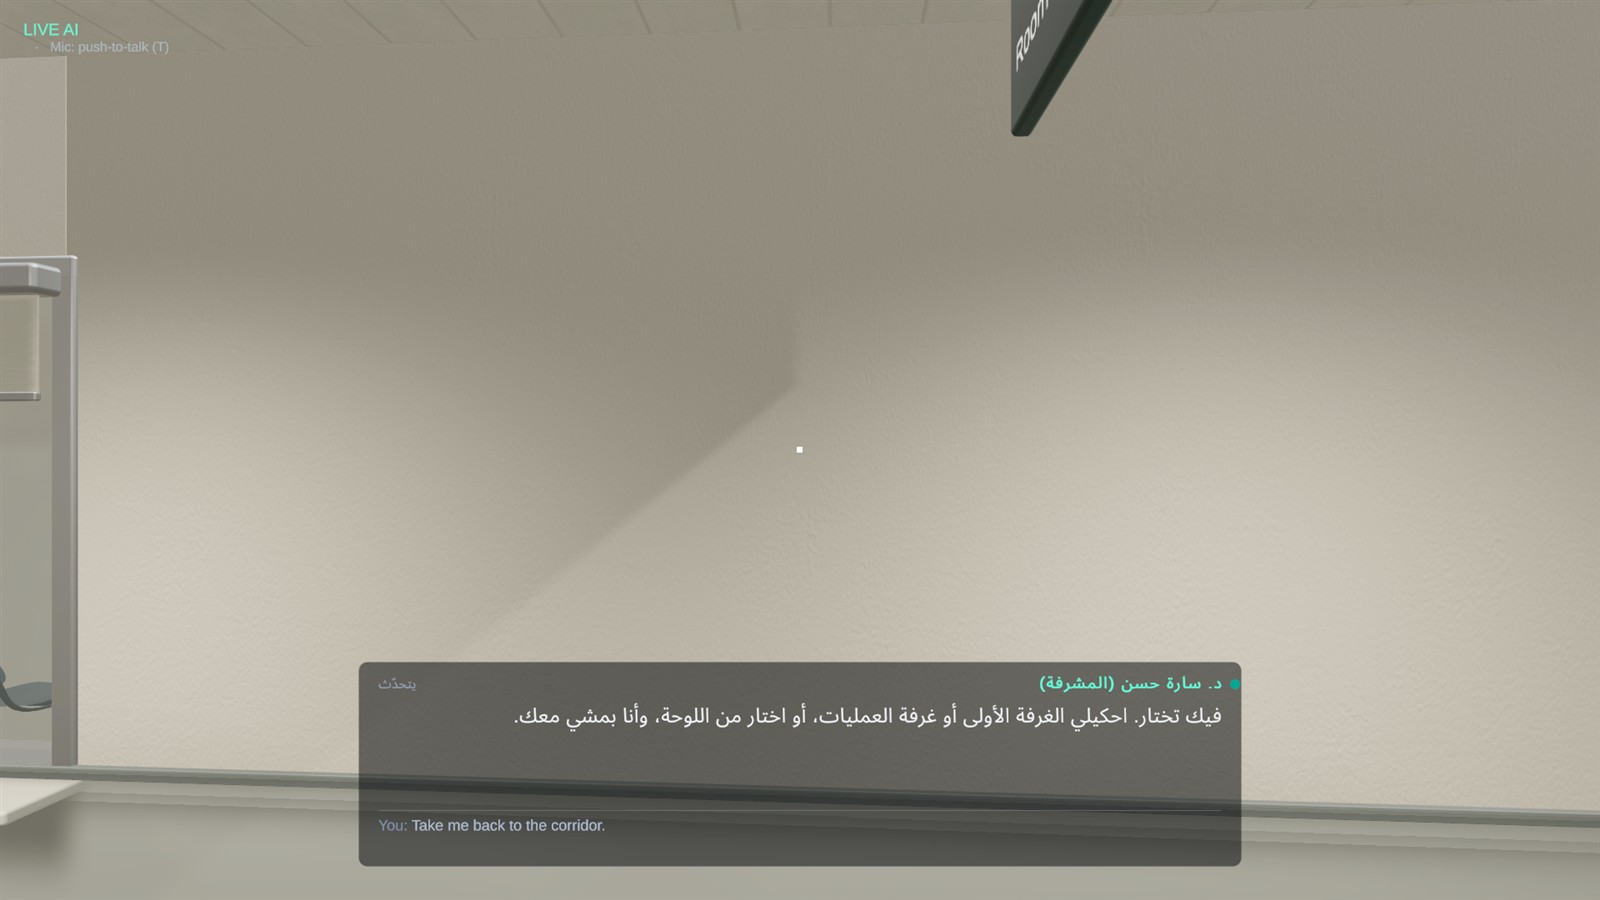 LIVE AI
· Mic: push-to-talk (T)
Room
د. سارة حسن (المشرفة)
يتحدّث
فيك تختار. احكيلي الغرفة الأولى أو غرفة العمليات، أو اختار من اللوحة، وأنا بمشي معك.
You: Take me back to the corridor.